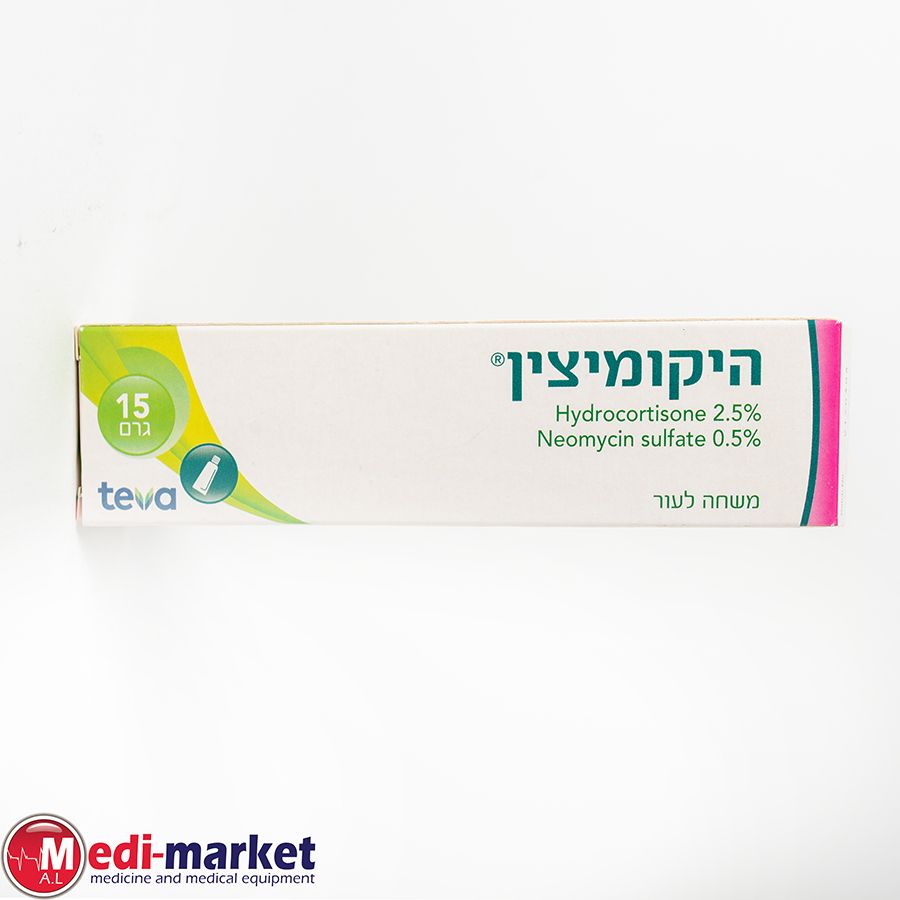 היקומיצין®
Hydrocortisone 2.5%
Neomycin sulfate 0.5%
משחה לעור
15
גרם
teva
Medi-market
A.L
medicine and medical equipment